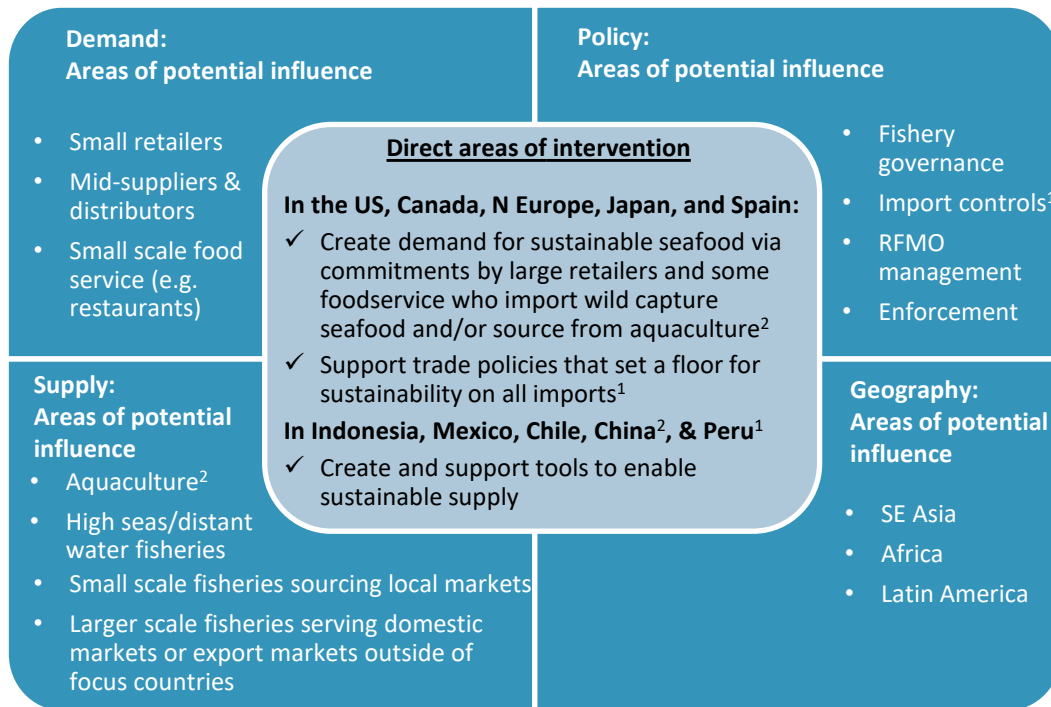 Demand:
Areas of potential influence
• Small retailers
• Mid-suppliers &
distributors
• Small scale food
service (e.g.
restaurants)
Policy:
Areas of potential influence
• Fishery
governance
• Import controls¹
• RFMO
management
• Enforcement
Direct areas of intervention
In the US, Canada, N Europe, Japan, and Spain:
✓ Create demand for sustainable seafood via
commitments by large retailers and some
foodservice who import wild capture
seafood and/or source from aquaculture²
✓ Support trade policies that set a floor for
sustainability on all imports¹
In Indonesia, Mexico, Chile, China², & Peru¹
✓ Create and support tools to enable
sustainable supply
Supply:
Areas of potential
influence
• Aquaculture²
• High seas/distant
water fisheries
• Small scale fisheries sourcing local markets
• Larger scale fisheries serving domestic
markets or export markets outside of
focus countries
Geography:
Areas of potential
influence
• SE Asia
• Africa
• Latin America